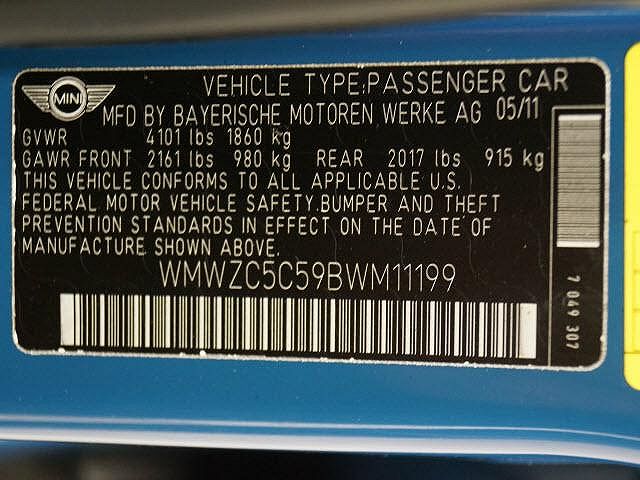 MINI
VEHICLE TYPE:PASSENGER CAR
MFD BY BAYERISCHE MOTOREN WERKE AG 05/11
GVWR 4101 lbs 1860 kg
GAWR FRONT 2161 lbs 980 kg REAR 2017 lbs 915 kg
THIS VEHICLE CONFORMS TO ALL APPLICABLE U.S.
FEDERAL MOTOR VEHICLE SAFETY,BUMPER AND THEFT
PREVENTION STANDARDS IN EFFECT ON THE DATE OF
MANUFACTURE SHOWN ABOVE.
WMWZC5C59BWM11199
7 049 307